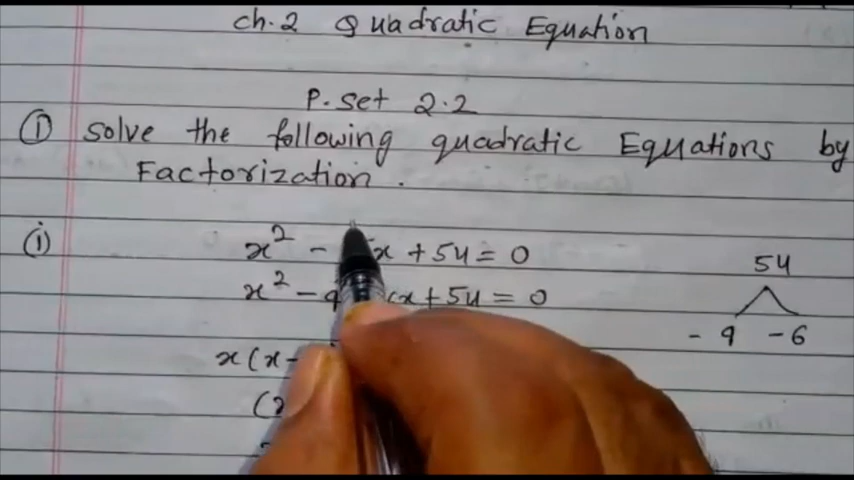 ch.2 Quadratic Equation
P. set 2.2
① solve the following quadratic Equations by
Factorization.
(i) x² - x + 54 = 0
x² - 9 x + 54 = 0
54
- 9 - 6
x(x-
(x